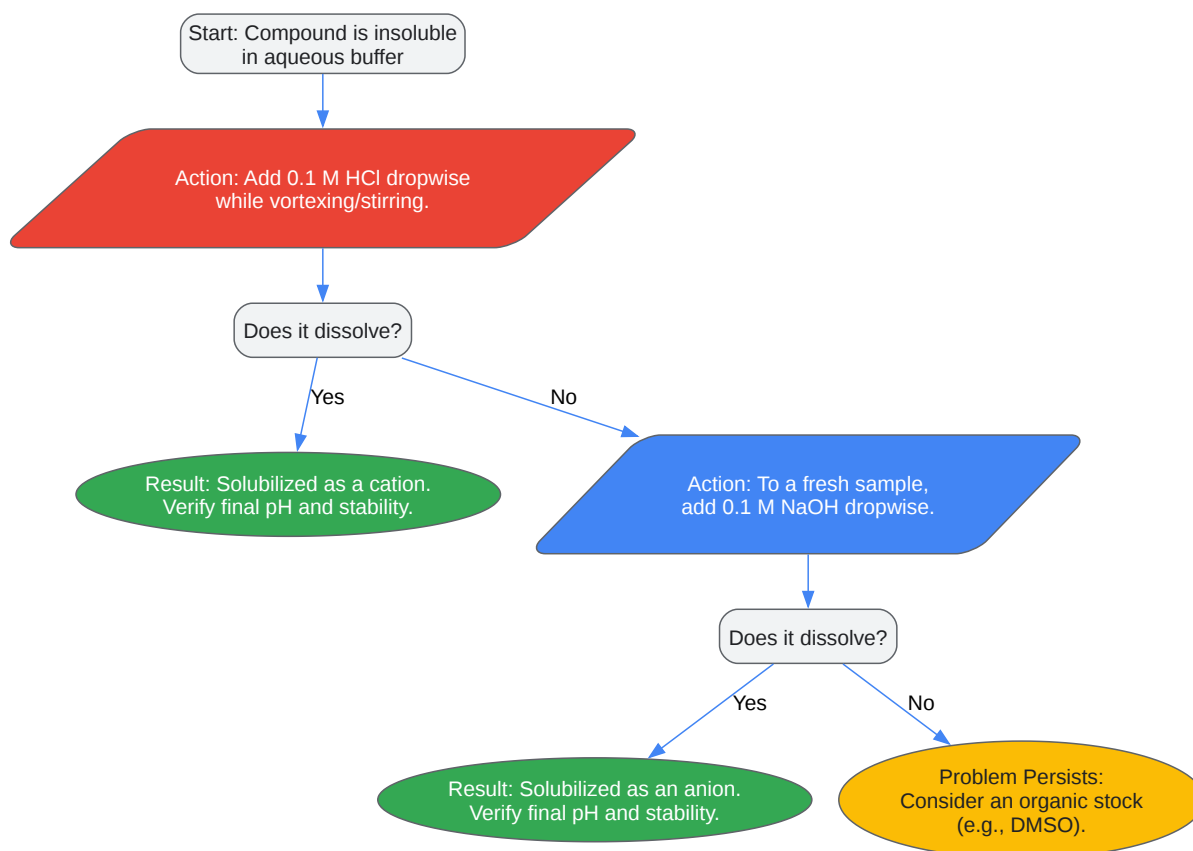 Start: Compound is insoluble
in aqueous buffer
Action: Add 0.1 M HCl dropwise
while vortexing/stirring.
Does it dissolve?
Yes
No
Result: Solubilized as a cation.
Verify final pH and stability.
Action: To a fresh sample,
add 0.1 M NaOH dropwise.
Does it dissolve?
Yes
No
Result: Solubilized as an anion.
Verify final pH and stability.
Problem Persists:
Consider an organic stock
(e.g., DMSO).